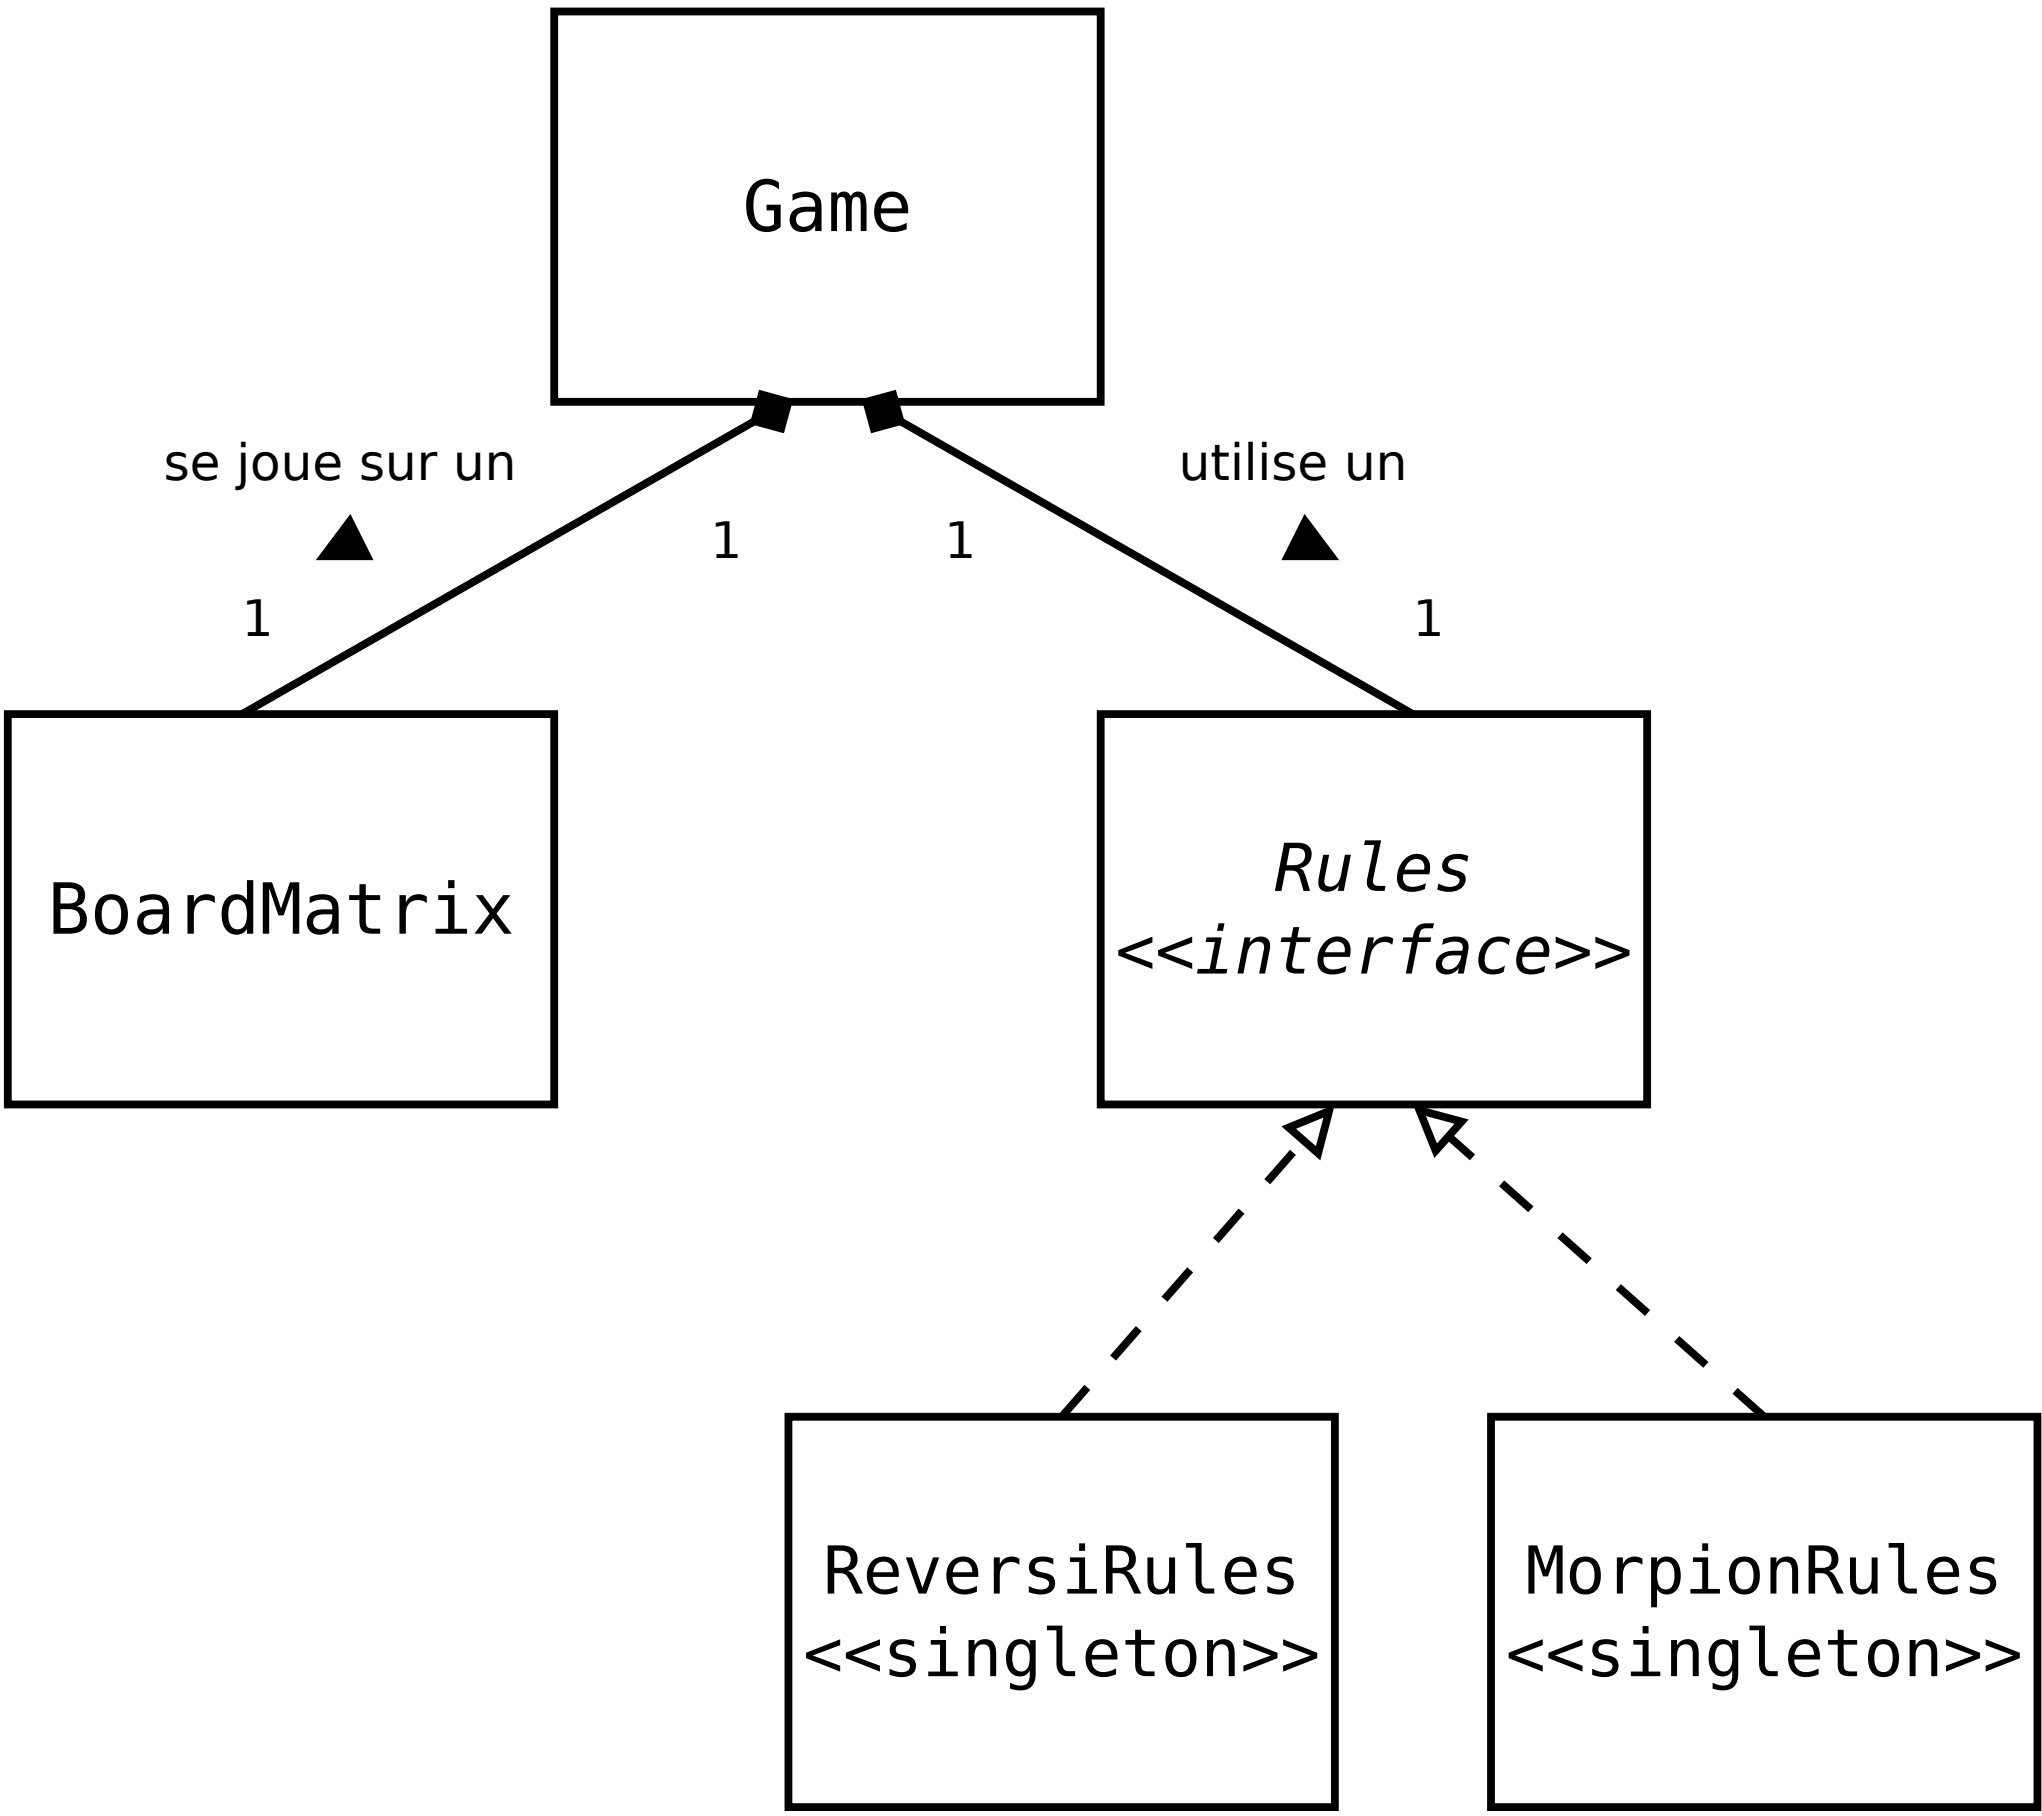 Game
se joue sur un
utilise un
1
1
1
1
BoardMatrix
Rules
<<interface>>
ReversiRules
<<singleton>>
MorpionRules
<<singleton>>